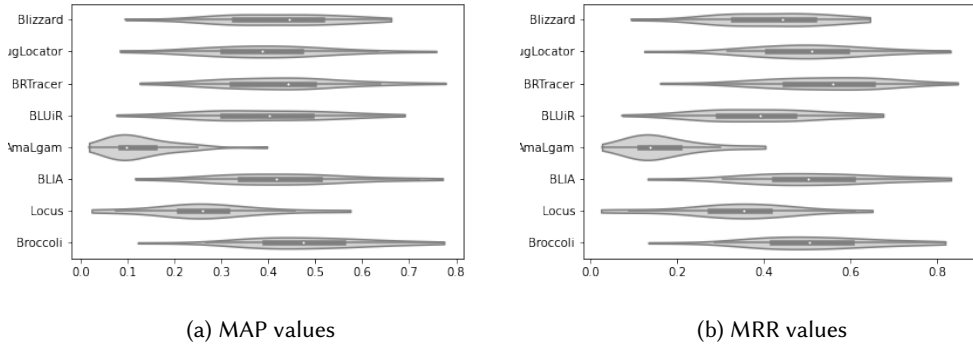 Blizzard
ugLocator
BRTracer
BLUiR
AmaLgam
BLIA
Locus
Broccoli
0.0 0.1 0.2 0.3 0.4 0.5 0.6 0.7 0.8
(a) MAP values
Blizzard
ugLocator
BRTracer
BLUiR
AmaLgam
BLIA
Locus
Broccoli
0.0 0.2 0.4 0.6 0.8
(b) MRR values